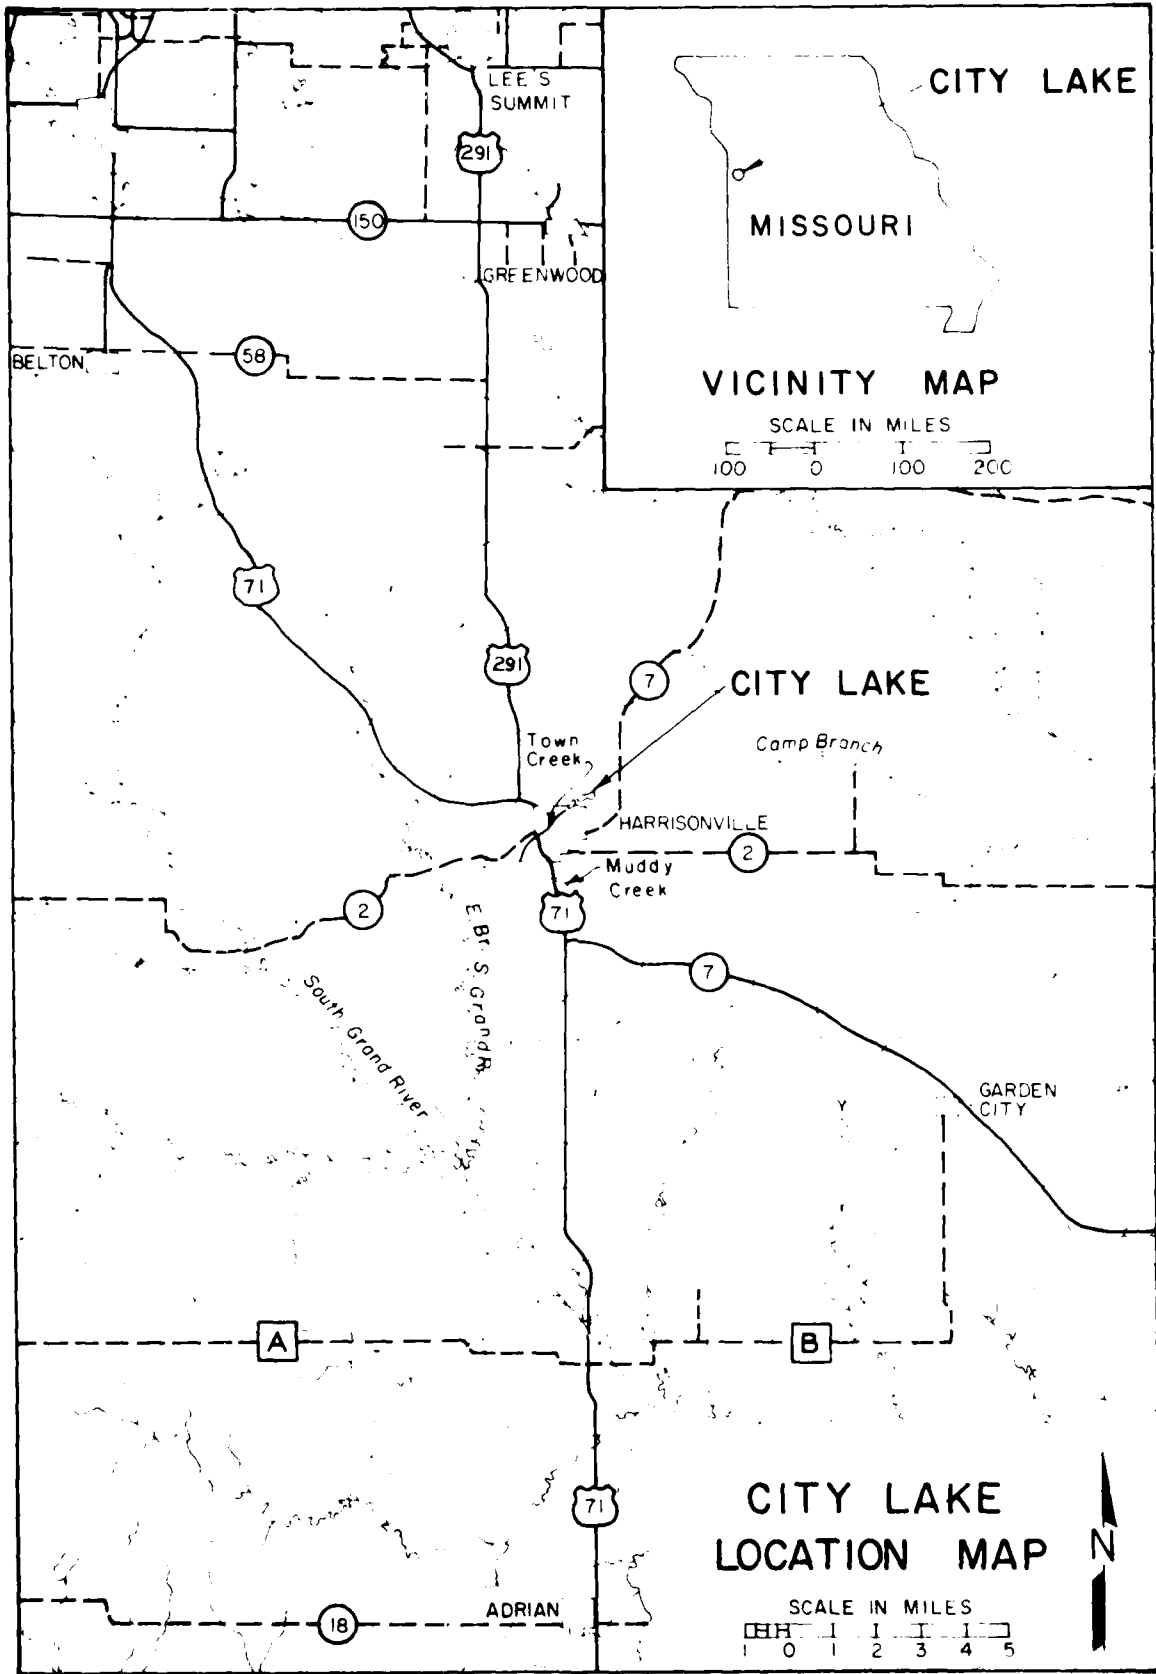 LEE'S
SUMMIT
291
150
GREENWOOD
CITY LAKE
MISSOURI
VICINITY MAP
SCALE IN MILES
100 0 100 200
BELTON
58
71
291
7
CITY LAKE
Town
Creek
Camp Branch
HARRISONVILLE
2
Muddy
Creek
2
71
E. Br. S. Grand R.
South Grand River
7
GARDEN
CITY
A
B
71
CITY LAKE
LOCATION MAP
N
SCALE IN MILES
1 0 1 2 3 4 5
ADRIAN
18